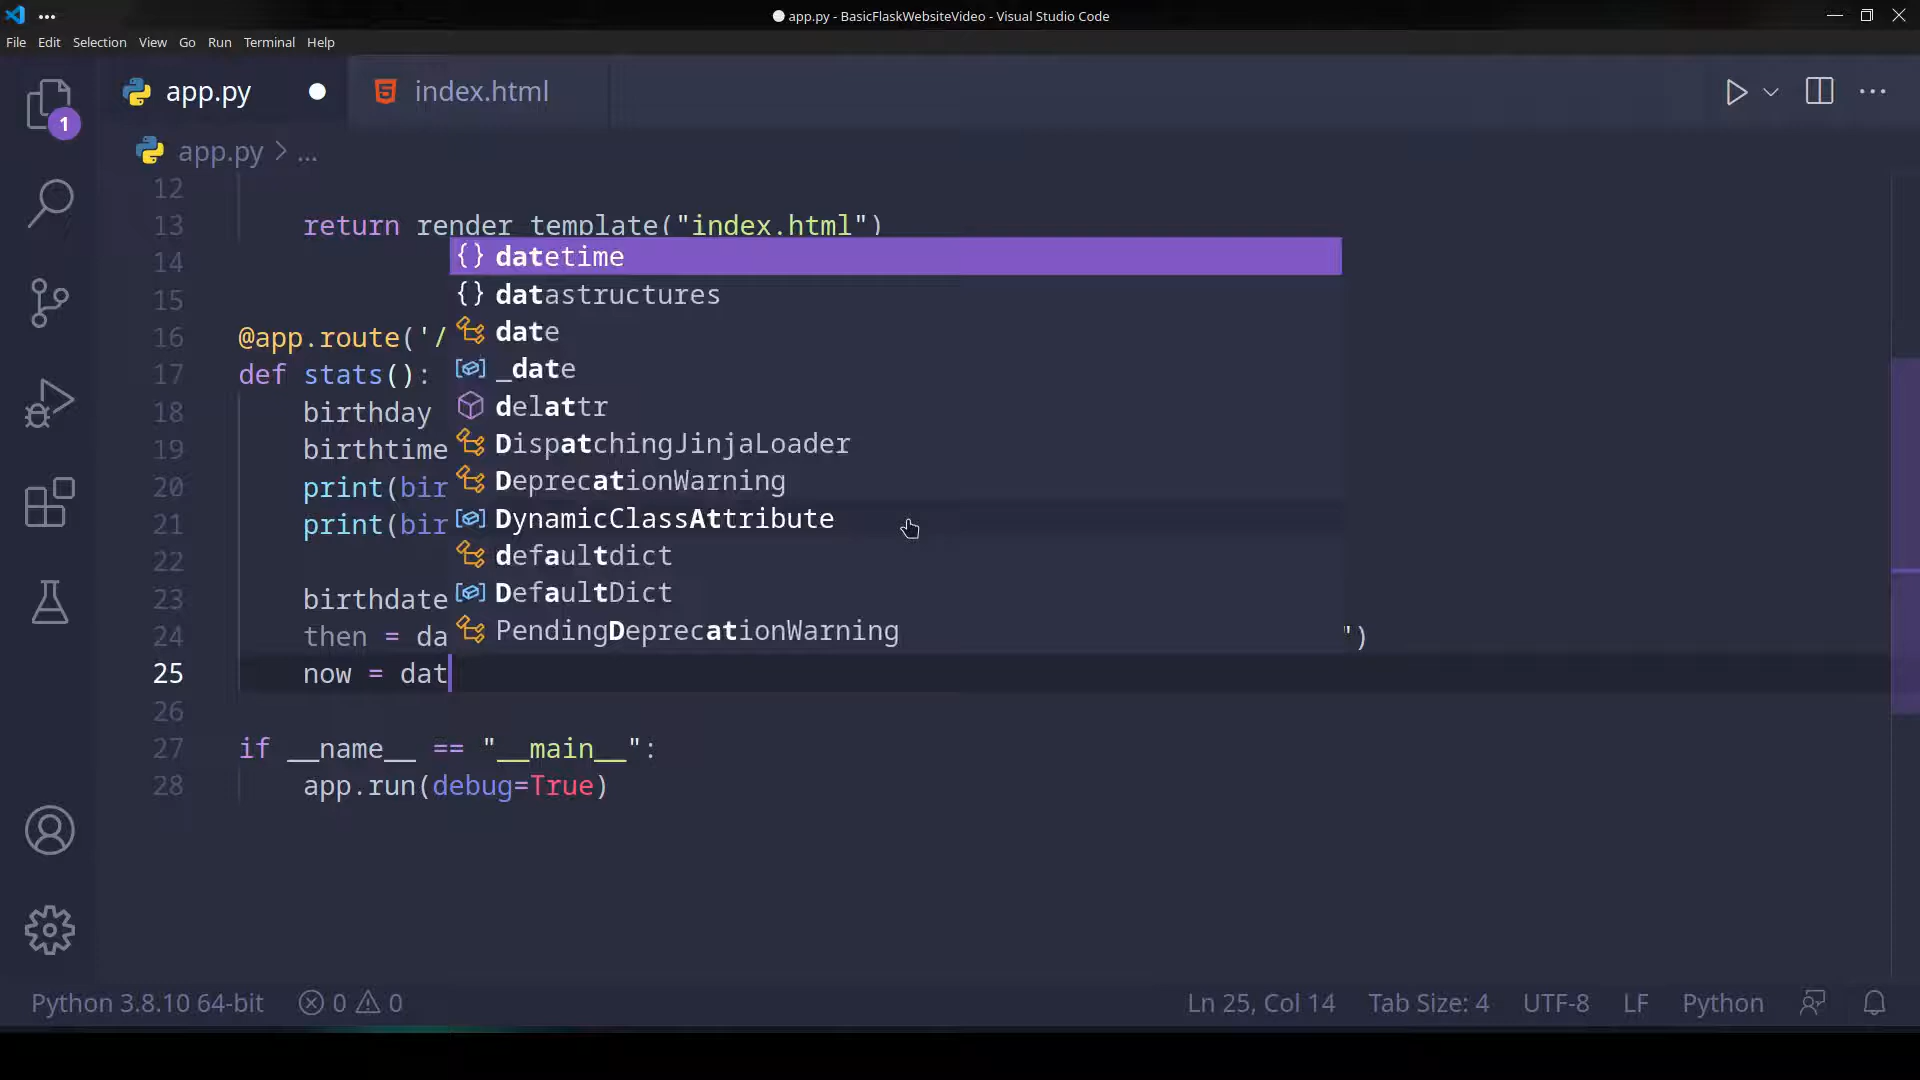 app.py - BasicFlaskWebsiteVideo - Visual Studio Code
File Edit Selection View Go Run Terminal Help
app.py index.html
1
app.py > ...
12
13 return render_template("index.html")
14
15
16 @app.route('/
17 def stats():
18 birthday
19 birthtime
20 print(bir
21 print(bir
22
23 birthdate
24 then = da ")
25 now = dat
26
27 if __name__ == "__main__":
28 app.run(debug=True)
{} datetime
{} datastructures
date
_date
delattr
DispatchingJinjaLoader
DeprecationWarning
DynamicClassAttribute
defaultdict
DefaultDict
PendingDeprecationWarning
Python 3.8.10 64-bit 0 0 Ln 25, Col 14 Tab Size: 4 UTF-8 LF Python